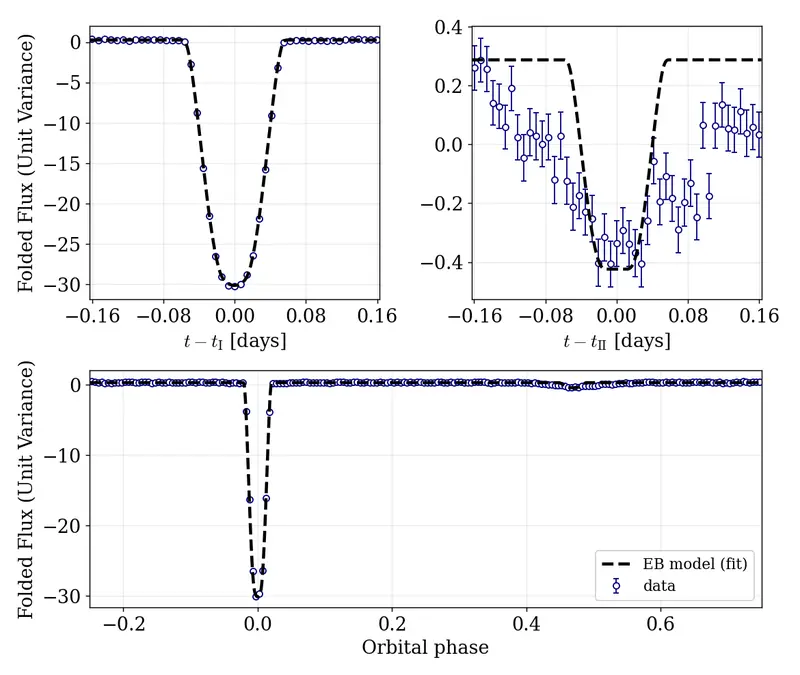 Folded Flux (Unit Variance)
0
−5
−10
−15
−20
−25
−30
−0.16 −0.08 0.00 0.08 0.16
t − t_I [days]
0.4
0.2
0.0
−0.2
−0.4
−0.16 −0.08 0.00 0.08 0.16
t − t_II [days]
Folded Flux (Unit Variance)
0
−10
−20
−30
−0.2 0.0 0.2 0.4 0.6
Orbital phase
EB model (fit)
data